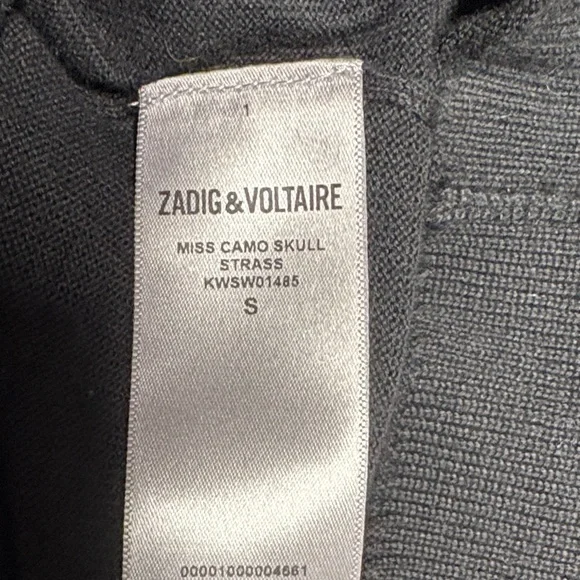 1
ZADIG & VOLTAIRE
MISS CAMO SKULL
STRASS
KWSW01485
S
00001000004661